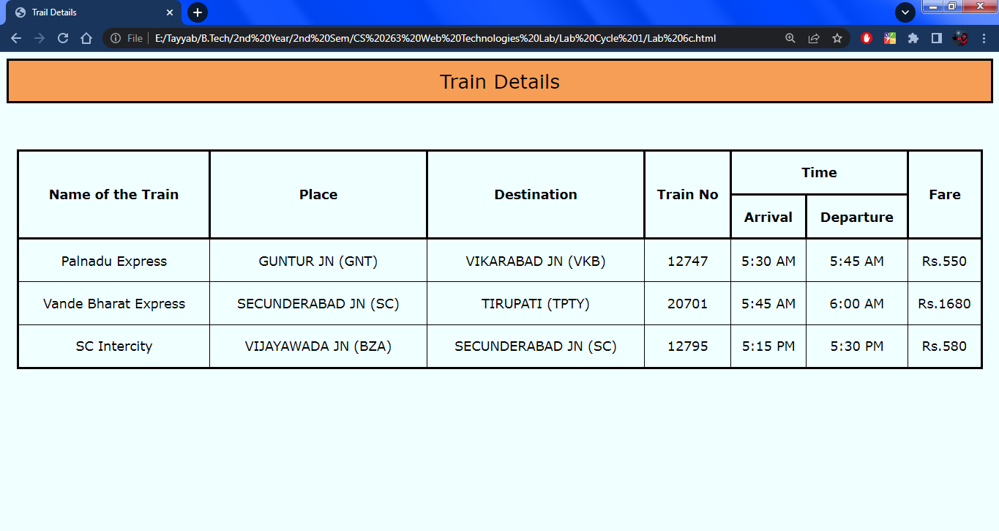 Trail Details
File E:/Tayyab/B.Tech/2nd%20Year/2nd%20Sem/CS%20263%20Web%20Technologies%20Lab/Lab%20Cycle%201/Lab%206c.html
Train Details
Name of the Train Place Destination Train No Time Fare
Arrival Departure
Palnadu Express GUNTUR JN (GNT) VIKARABAD JN (VKB) 12747 5:30 AM 5:45 AM Rs.550
Vande Bharat Express SECUNDERABAD JN (SC) TIRUPATI (TPTY) 20701 5:45 AM 6:00 AM Rs.1680
SC Intercity VIJAYAWADA JN (BZA) SECUNDERABAD JN (SC) 12795 5:15 PM 5:30 PM Rs.580